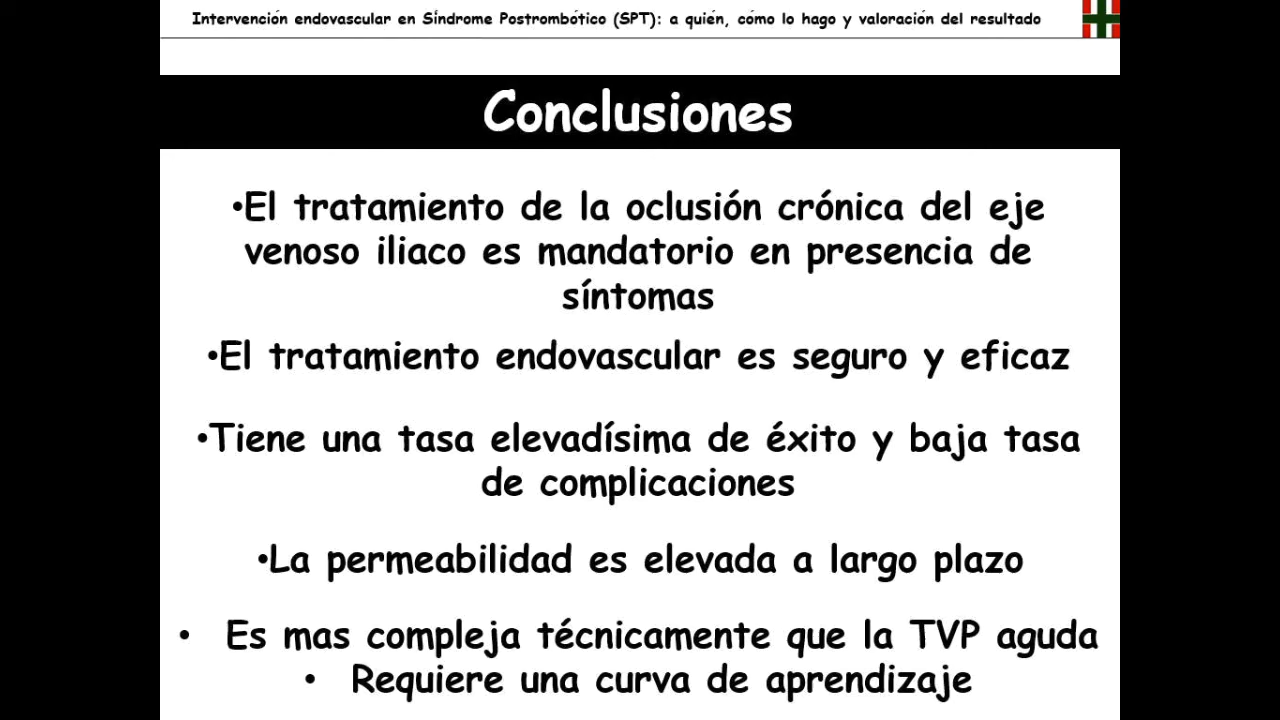 Intervención endovascular en Síndrome Postrombótico (SPT): a quién, cómo lo hago y valoración del resultado
Conclusiones
•El tratamiento de la oclusión crónica del eje
venoso iliaco es mandatorio en presencia de
síntomas
•El tratamiento endovascular es seguro y eficaz
•Tiene una tasa elevadísima de éxito y baja tasa
de complicaciones
•La permeabilidad es elevada a largo plazo
• Es mas compleja técnicamente que la TVP aguda
• Requiere una curva de aprendizaje